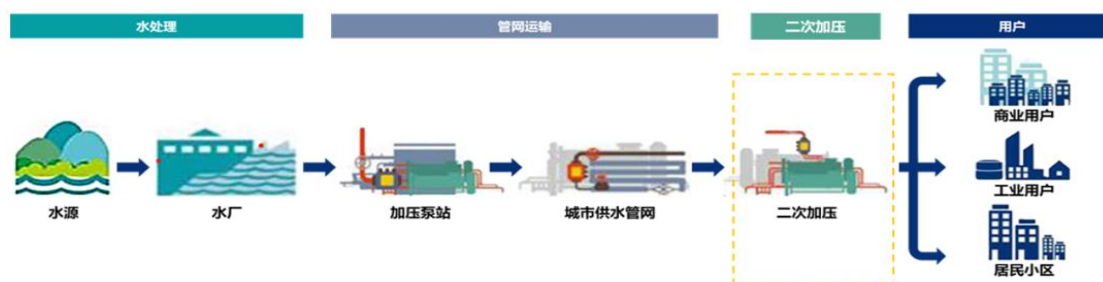 水处理
管网运输
二次加压
用户
水源
水厂
加压泵站
城市供水管网
二次加压
商业用户
工业用户
居民小区